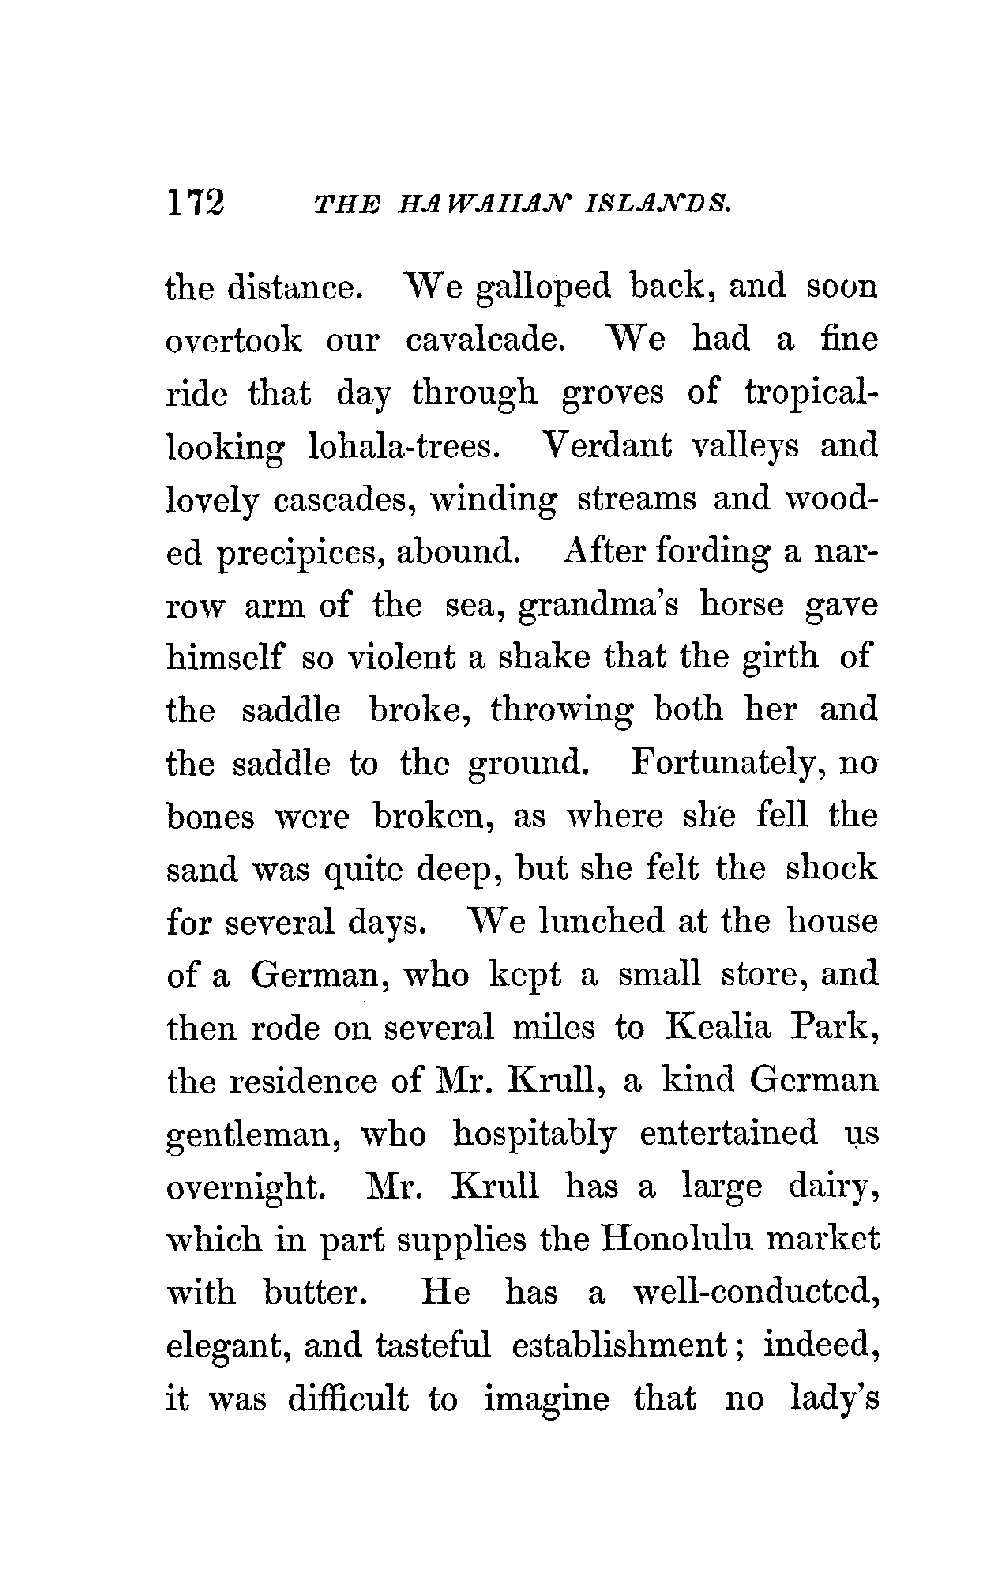 172 THE HAWAIIAN ISLANDS.
the distance. We galloped back, and soon
overtook our cavalcade. We had a fine
ride that day through groves of tropical-
looking lohala-trees. Verdant valleys and
lovely cascades, winding streams and wood-
ed precipices, abound. After fording a nar-
row arm of the sea, grandma's horse gave
himself so violent a shake that the girth of
the saddle broke, throwing both her and
the saddle to the ground. Fortunately, no
bones were broken, as where she fell the
sand was quite deep, but she felt the shock
for several days. We lunched at the house
of a German, who kept a small store, and
then rode on several miles to Kealia Park,
the residence of Mr. Krull, a kind German
gentleman, who hospitably entertained us
overnight. Mr. Krull has a large dairy,
which in part supplies the Honolulu market
with butter. He has a well-conducted,
elegant, and tasteful establishment; indeed,
it was difficult to imagine that no lady's